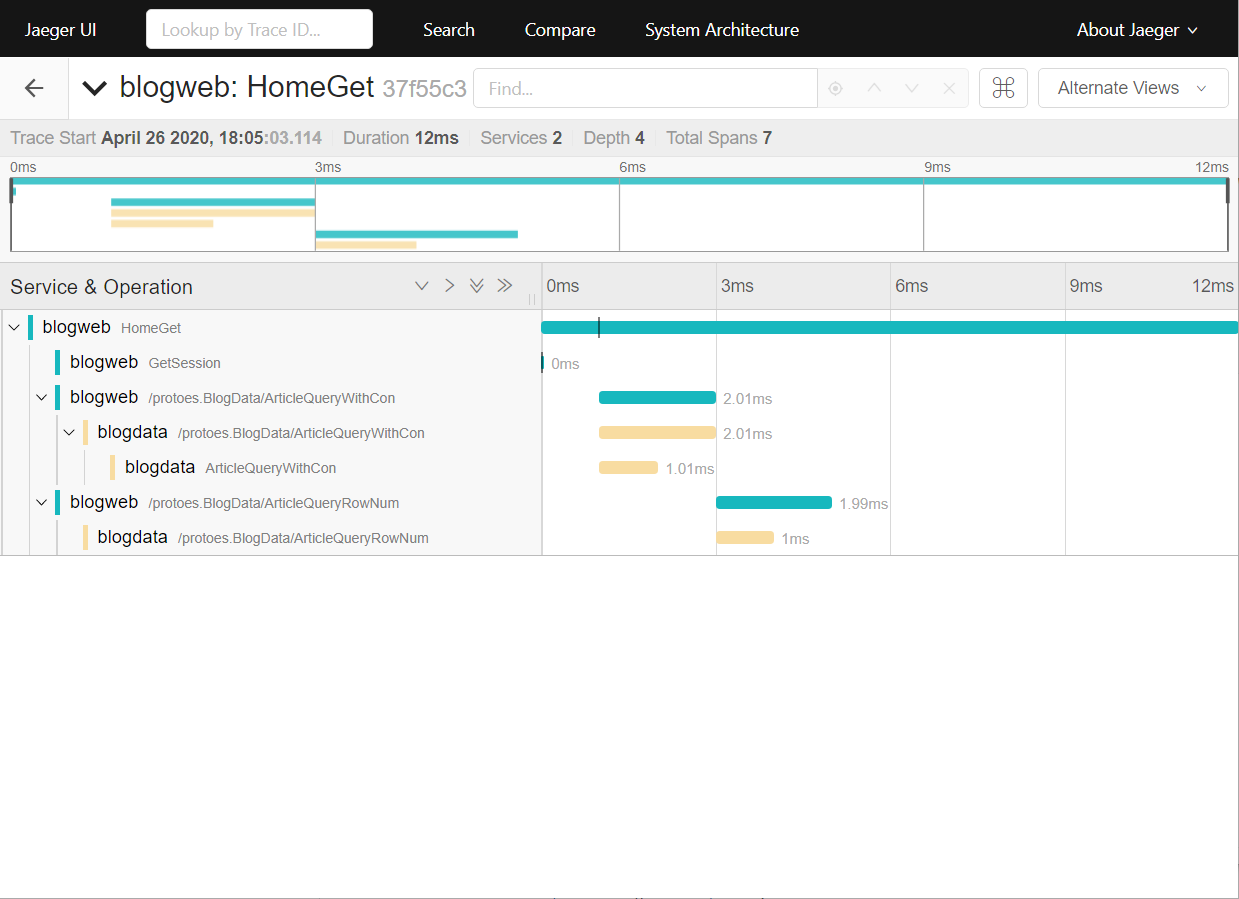 Jaeger UI Lookup by Trace ID... Search Compare System Architecture About Jaeger
blogweb: HomeGet 37f55c3 Find... ⌘ Alternate Views
Trace Start April 26 2020, 18:05:03.114 Duration 12ms Services 2 Depth 4 Total Spans 7
0ms 3ms 6ms 9ms 12ms
Service & Operation 0ms 3ms 6ms 9ms 12ms
blogweb HomeGet
blogweb GetSession 0ms
blogweb /protoes.BlogData/ArticleQueryWithCon 2.01ms
blogdata /protoes.BlogData/ArticleQueryWithCon 2.01ms
blogdata ArticleQueryWithCon 1.01ms
blogweb /protoes.BlogData/ArticleQueryRowNum 1.99ms
blogdata /protoes.BlogData/ArticleQueryRowNum 1ms